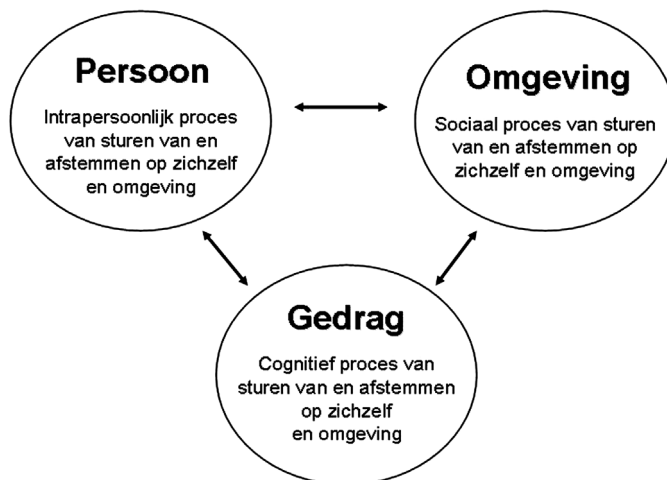 Persoon
Intrapersoonlijk proces
van sturen van en
afstemmen op zichzelf
en omgeving
Omgeving
Sociaal proces van sturen
van en afstemmen op
zichzelf en omgeving
Gedrag
Cognitief proces van
sturen van en afstemmen
op zichzelf
en omgeving